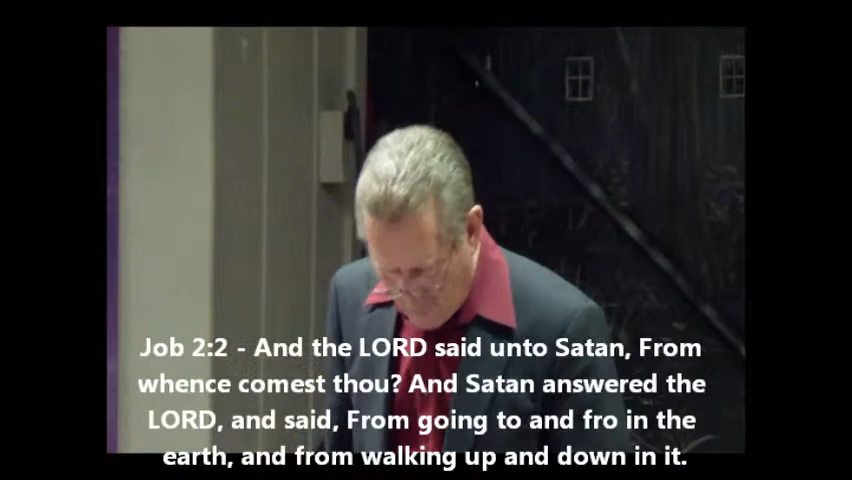 Job 2:2 - And the LORD said unto Satan, From
whence comest thou? And Satan answered the
LORD, and said, From going to and fro in the
earth, and from walking up and down in it.